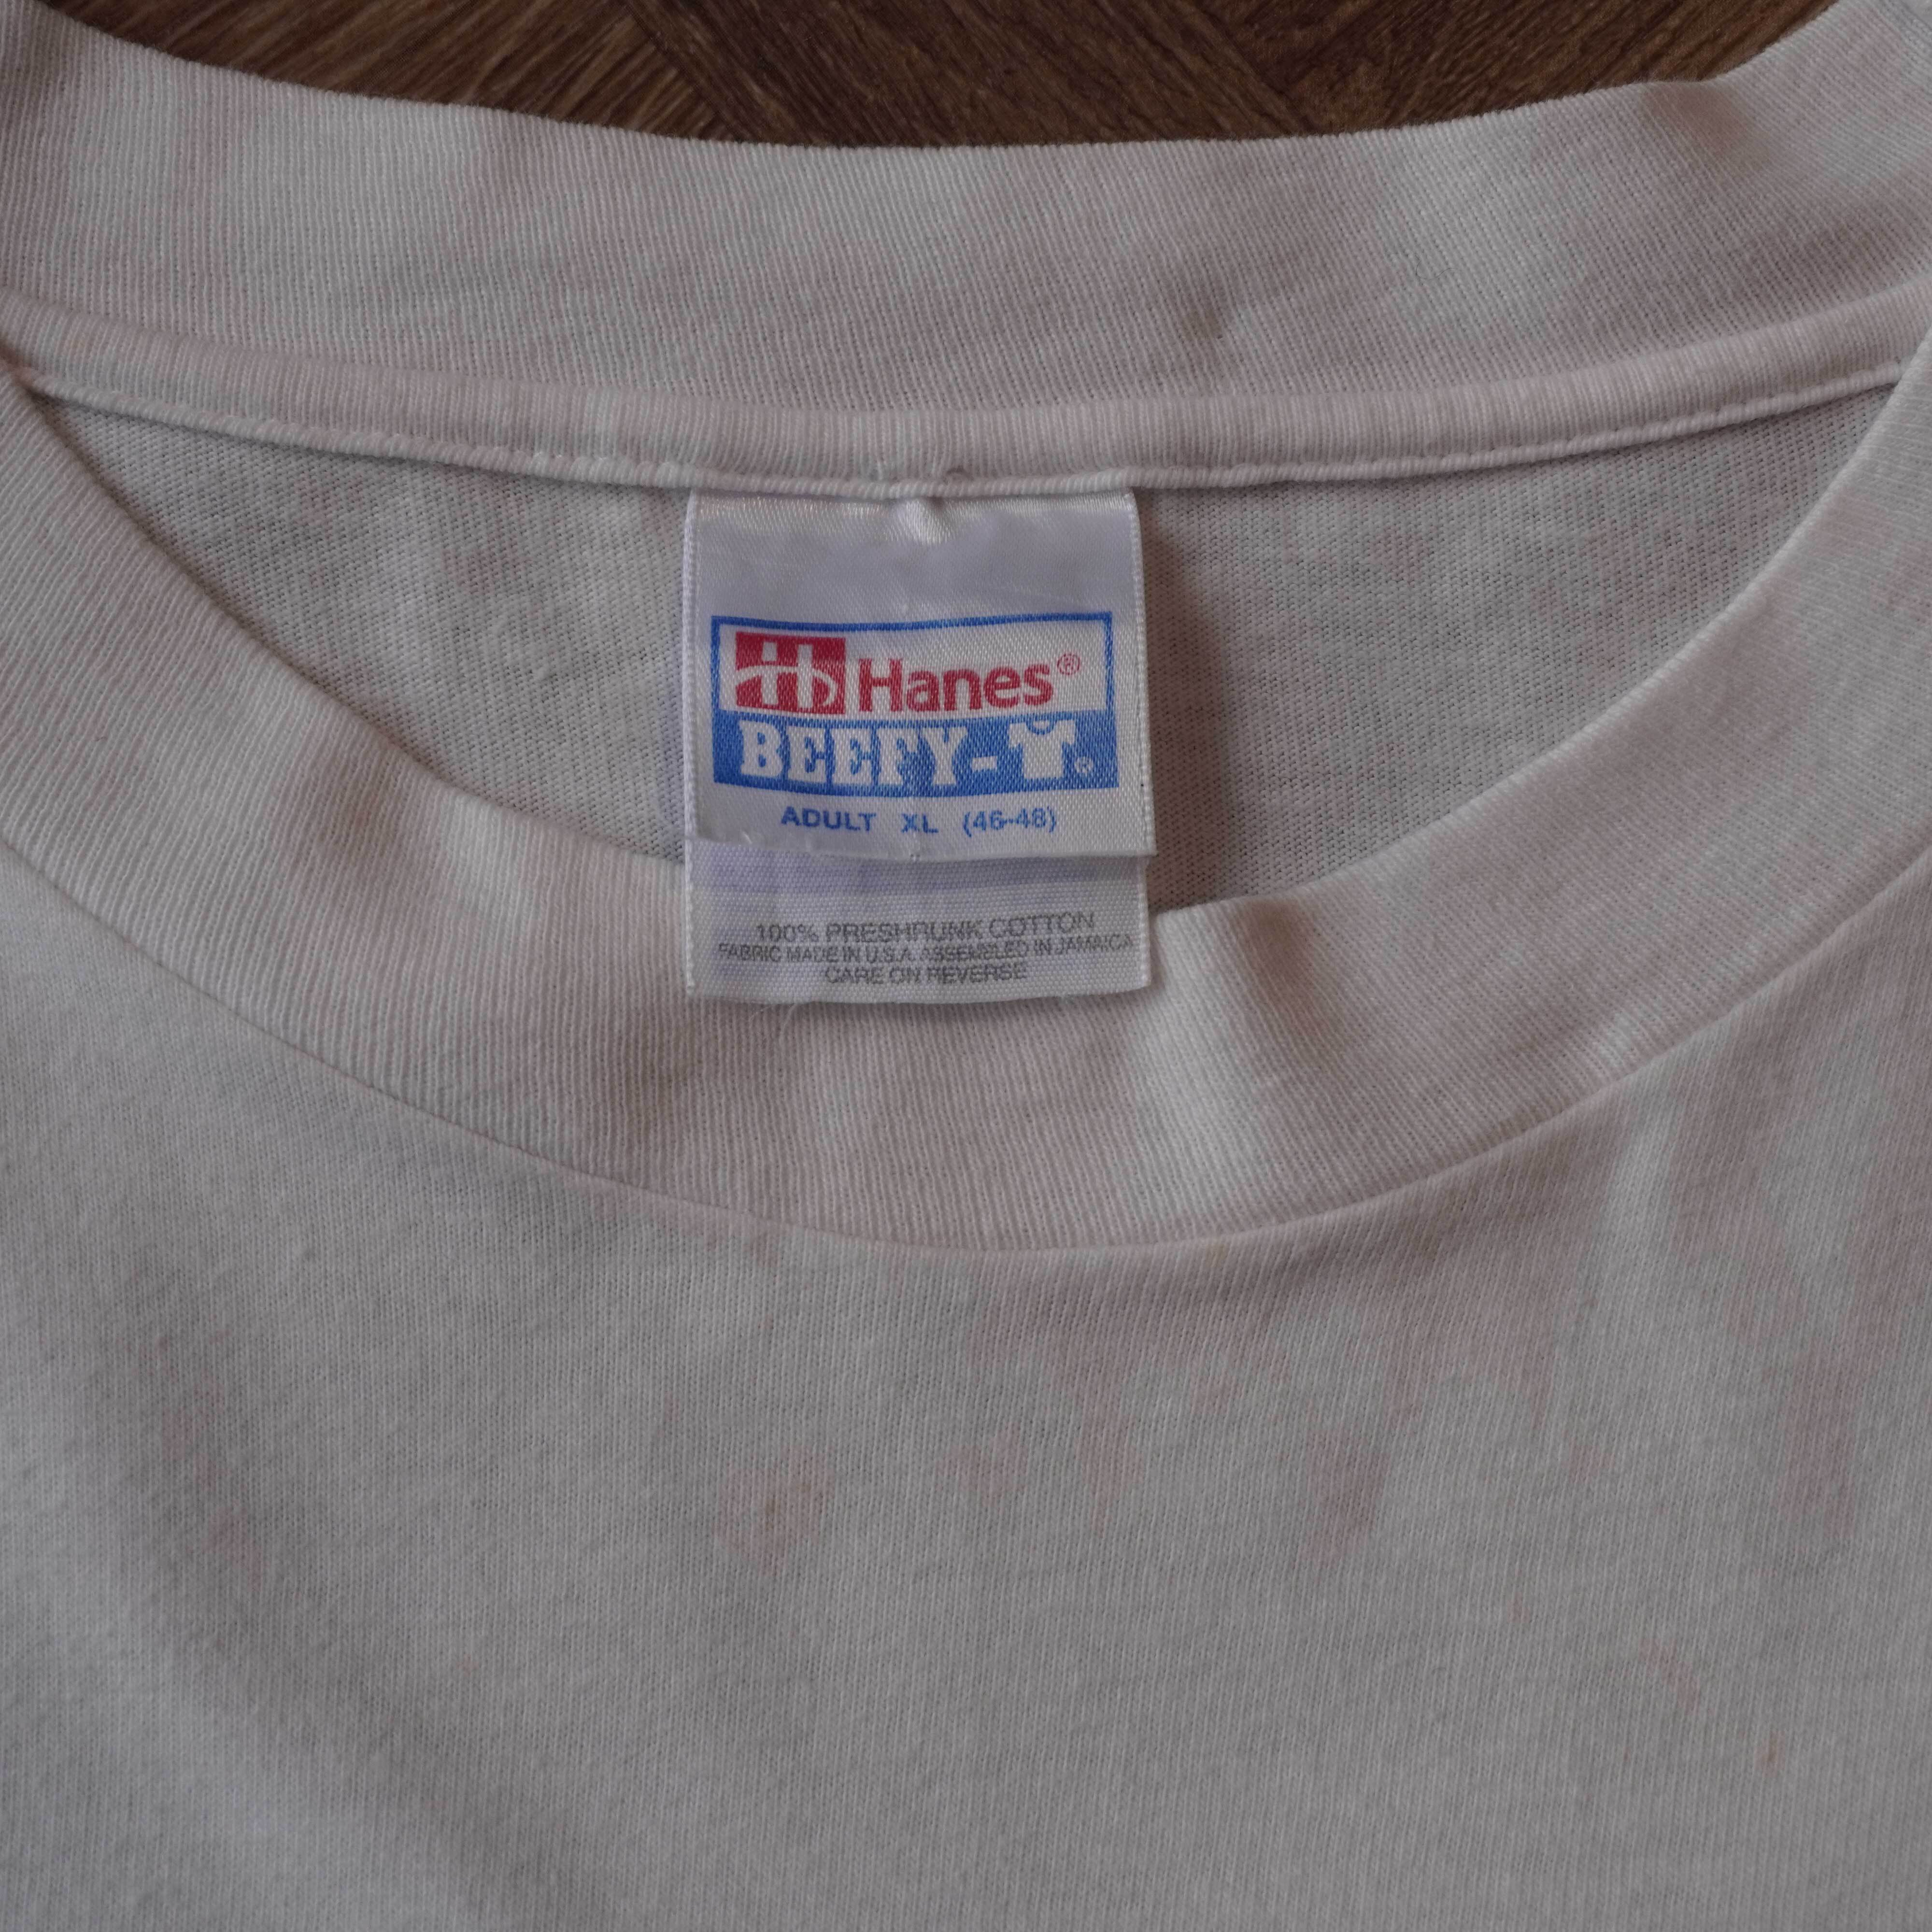 Hanes®
BEEFY-T®
ADULT XL (46-48)
100% PRESHRUNK COTTON
FABRIC MADE IN U.S.A. ASSEMBLED IN JAMAICA
CARE ON REVERSE